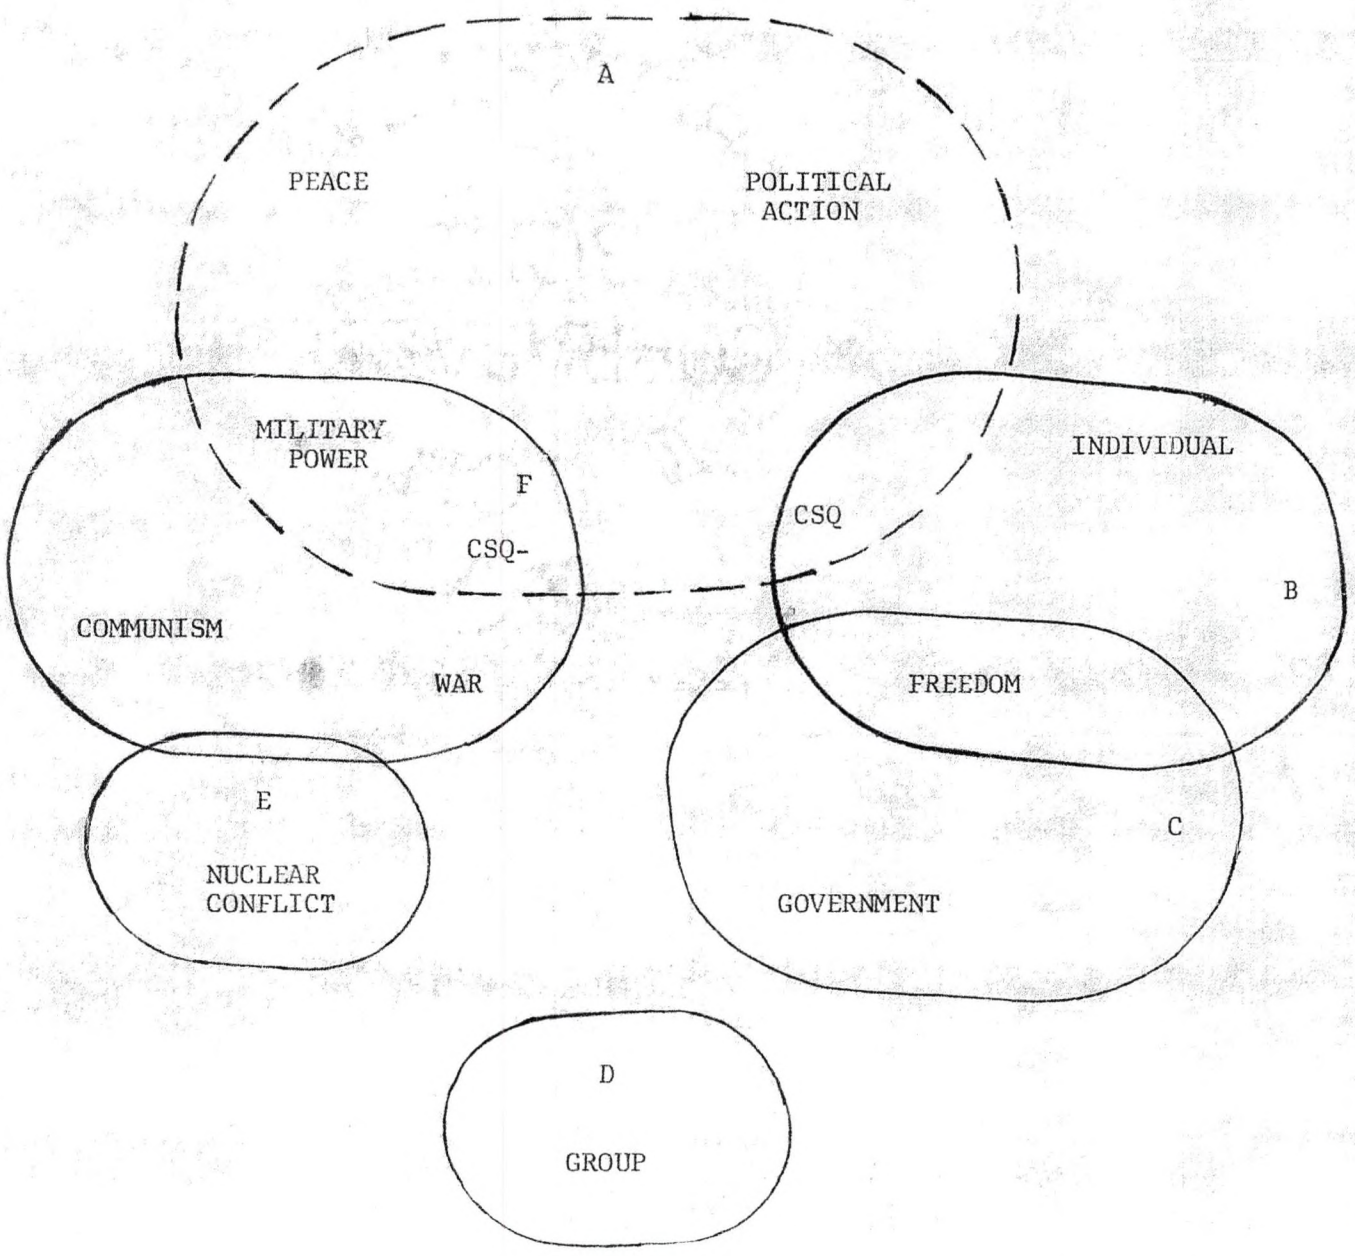 A
PEACE
POLITICAL
ACTION
MILITARY
POWER
F
CSQ-
INDIVIDUAL
CSQ
B
COMMUNISM
WAR
FREEDOM
E
NUCLEAR
CONFLICT
C
GOVERNMENT
D
GROUP